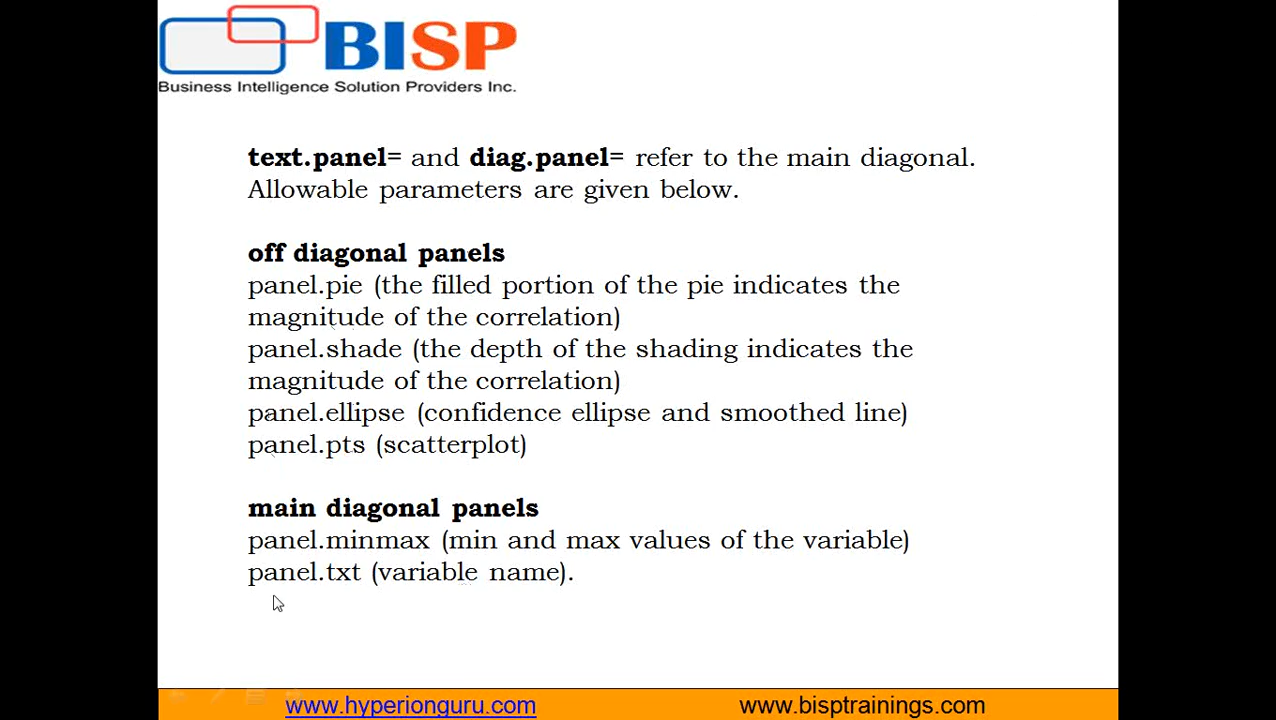 BISP
Business Intelligence Solution Providers Inc.
text.panel= and diag.panel= refer to the main diagonal.
Allowable parameters are given below.
off diagonal panels
panel.pie (the filled portion of the pie indicates the
magnitude of the correlation)
panel.shade (the depth of the shading indicates the
magnitude of the correlation)
panel.ellipse (confidence ellipse and smoothed line)
panel.pts (scatterplot)
main diagonal panels
panel.minmax (min and max values of the variable)
panel.txt (variable name).
www.hyperionguru.com www.bisptrainings.com